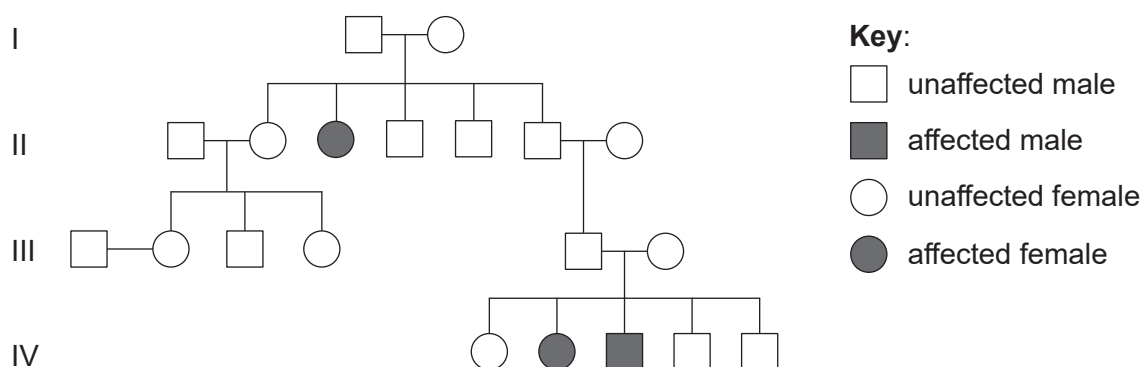 I
Key:
unaffected male
II
affected male
unaffected female
III
affected female
IV